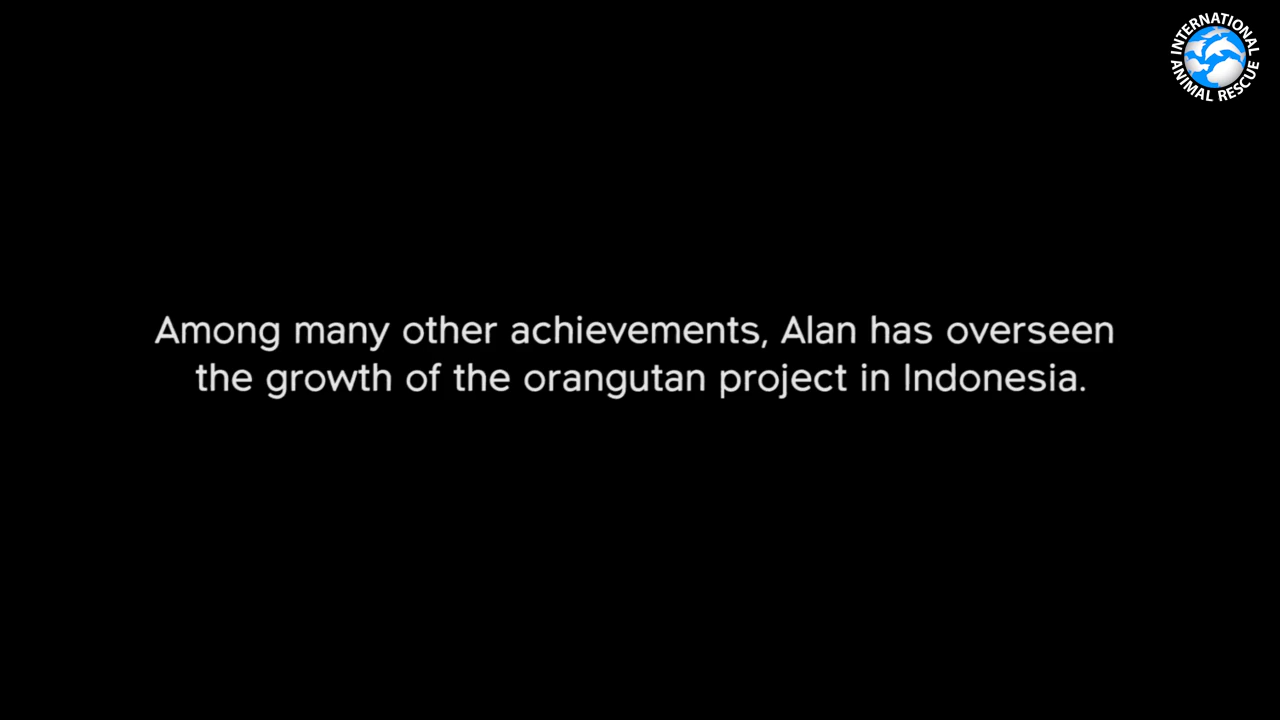 INTERNATIONAL
ANIMAL RESCUE
Among many other achievements, Alan has overseen
the growth of the orangutan project in Indonesia.